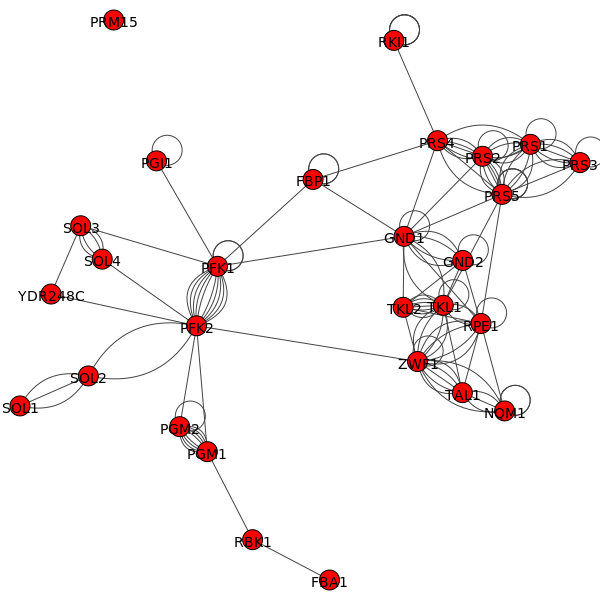 PRM15
RKI1
PRS4
PRS1
PRS2
PRS3
PGI1
FBP1
PRS5
SOL3
GND1
SOL4
PFK1
GND2
YDR248C
TKL2
TKL1
PFK2
RPE1
ZWF1
SOL2
TAL1
SOL1
NQM1
PGM2
PGM1
RBK1
FBA1